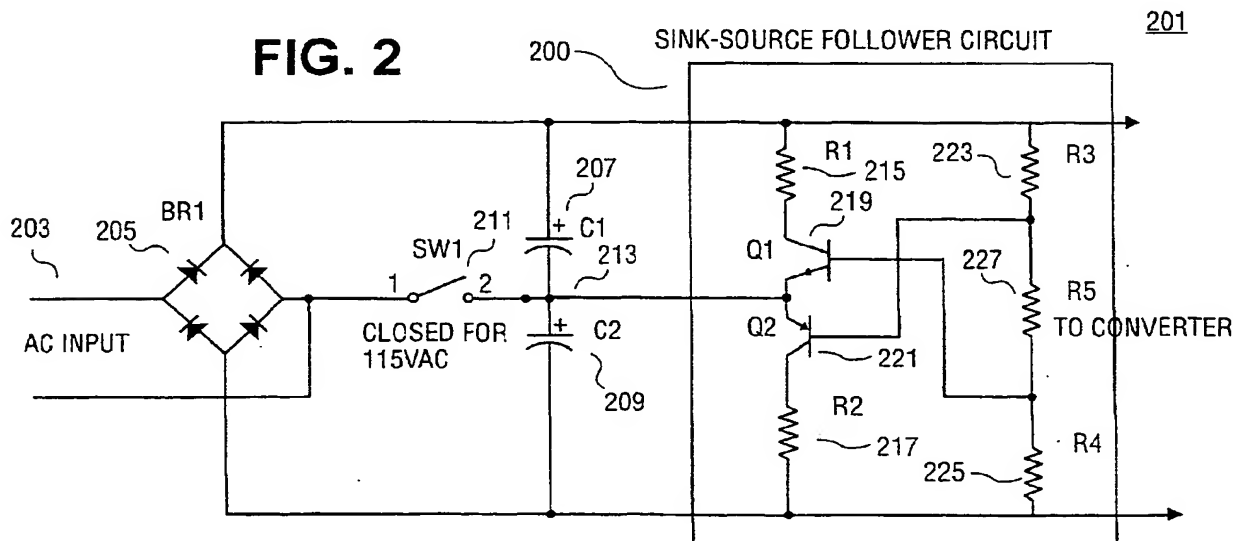 201
SINK-SOURCE FOLLOWER CIRCUIT
FIG. 2
200
R1
215
223
R3
207
219
BR1
+
C1
203
205
211
SW1
213
Q1
227
1
2
R5
AC INPUT
CLOSED FOR
115VAC
+
C2
Q2
TO CONVERTER
221
209
R2
217
R4
225